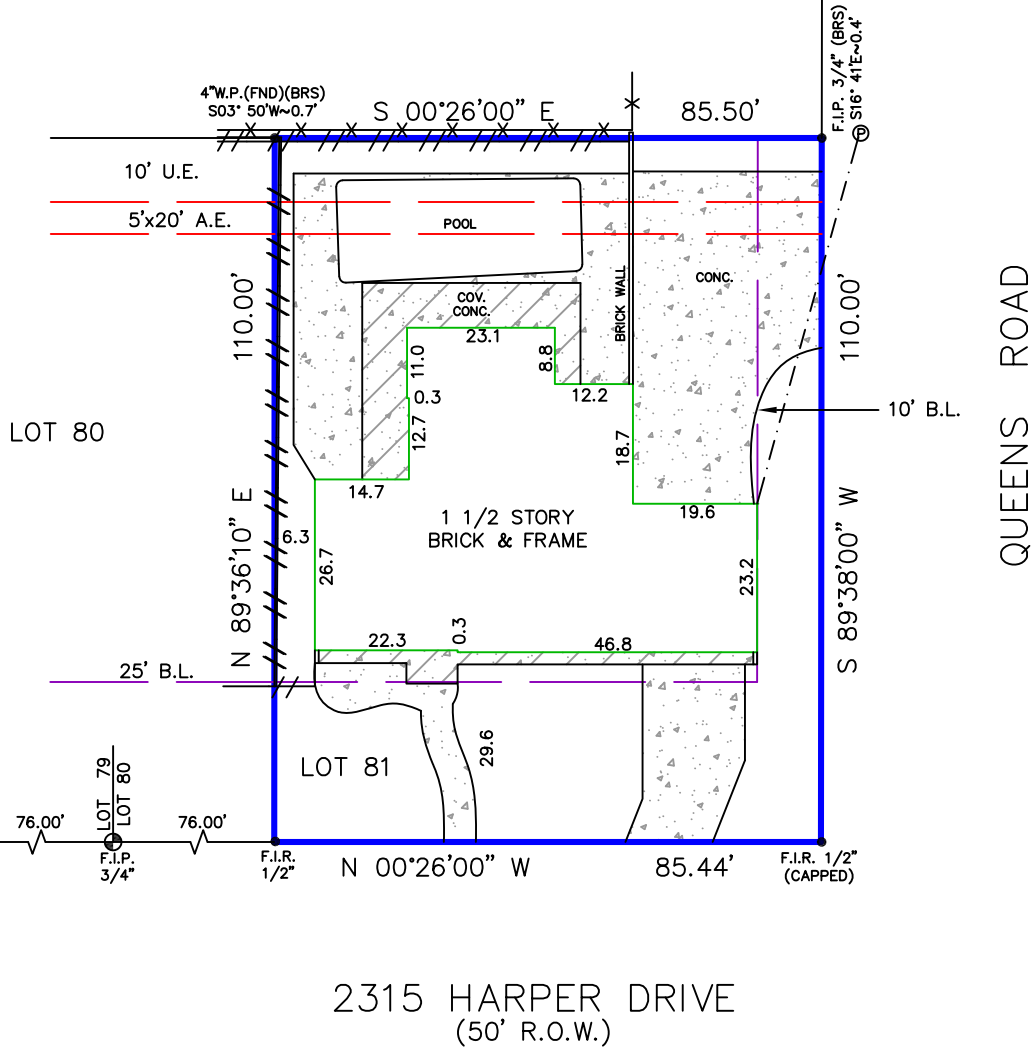 F.I.P. 3/4" (BRS)
S16° 41'E~0.4'
P
4"W.P.(FND)(BRS)
S03° 50'W~0.7'
S 00°26'00" E
85.50'
10' U.E.
5'x20' A.E.
POOL
CONC.
COV.
CONC.
BRICK WALL
110.00'
110.00'
QUEENS ROAD
23.1
11.0
8.8
0.3
12.2
12.7
18.7
10' B.L.
LOT 80
14.7
19.6
1 1/2 STORY
BRICK & FRAME
N 89°36'10" E
S 89°38'00" W
6.3
26.7
23.2
22.3
0.3
46.8
25' B.L.
29.6
LOT 81
LOT 79
LOT 80
76.00'
76.00'
F.I.P.
3/4"
F.I.R.
1/2"
N 00°26'00" W
85.44'
F.I.R. 1/2"
(CAPPED)
2315 HARPER DRIVE
(50' R.O.W.)